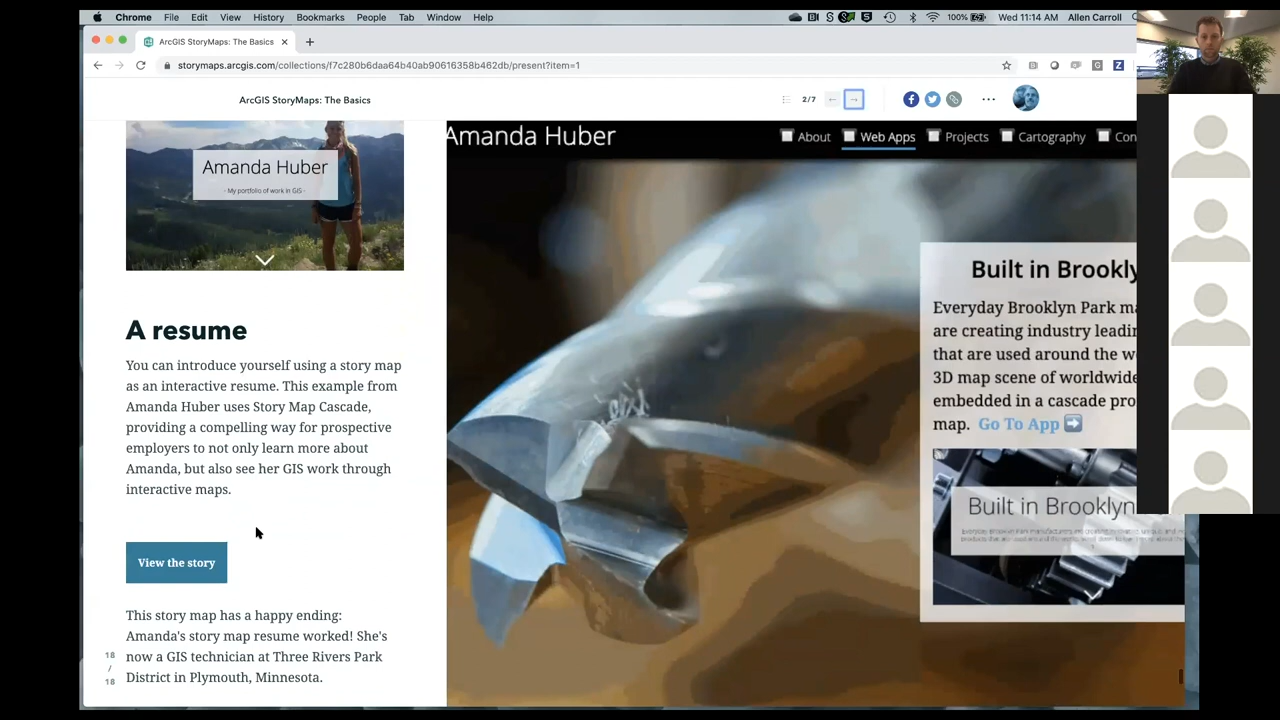 Chrome File Edit View History Bookmarks People Tab Window Help
100% Wed 11:14 AM Allen Carroll
ArcGIS StoryMaps: The Basics
storymaps.arcgis.com/collections/f7c280b6daa64b40ab90616358b462db/present?item=1
ArcGIS StoryMaps: The Basics
2/7
Amanda Huber
- My portfolio of work in GIS -
A resume
You can introduce yourself using a story map
as an interactive resume. This example from
Amanda Huber uses Story Map Cascade,
providing a compelling way for prospective
employers to not only learn more about
Amanda, but also see her GIS work through
interactive maps.
View the story
This story map has a happy ending:
Amanda's story map resume worked! She's
now a GIS technician at Three Rivers Park
District in Plymouth, Minnesota.
18
/
18
Amanda Huber
About Web Apps Projects Cartography Con
Built in Brookly
Everyday Brooklyn Park ma
are creating industry leadin
that are used around the w
3D map scene of worldwide
embedded in a cascade pro
map. Go To App
Built in Brooklyn